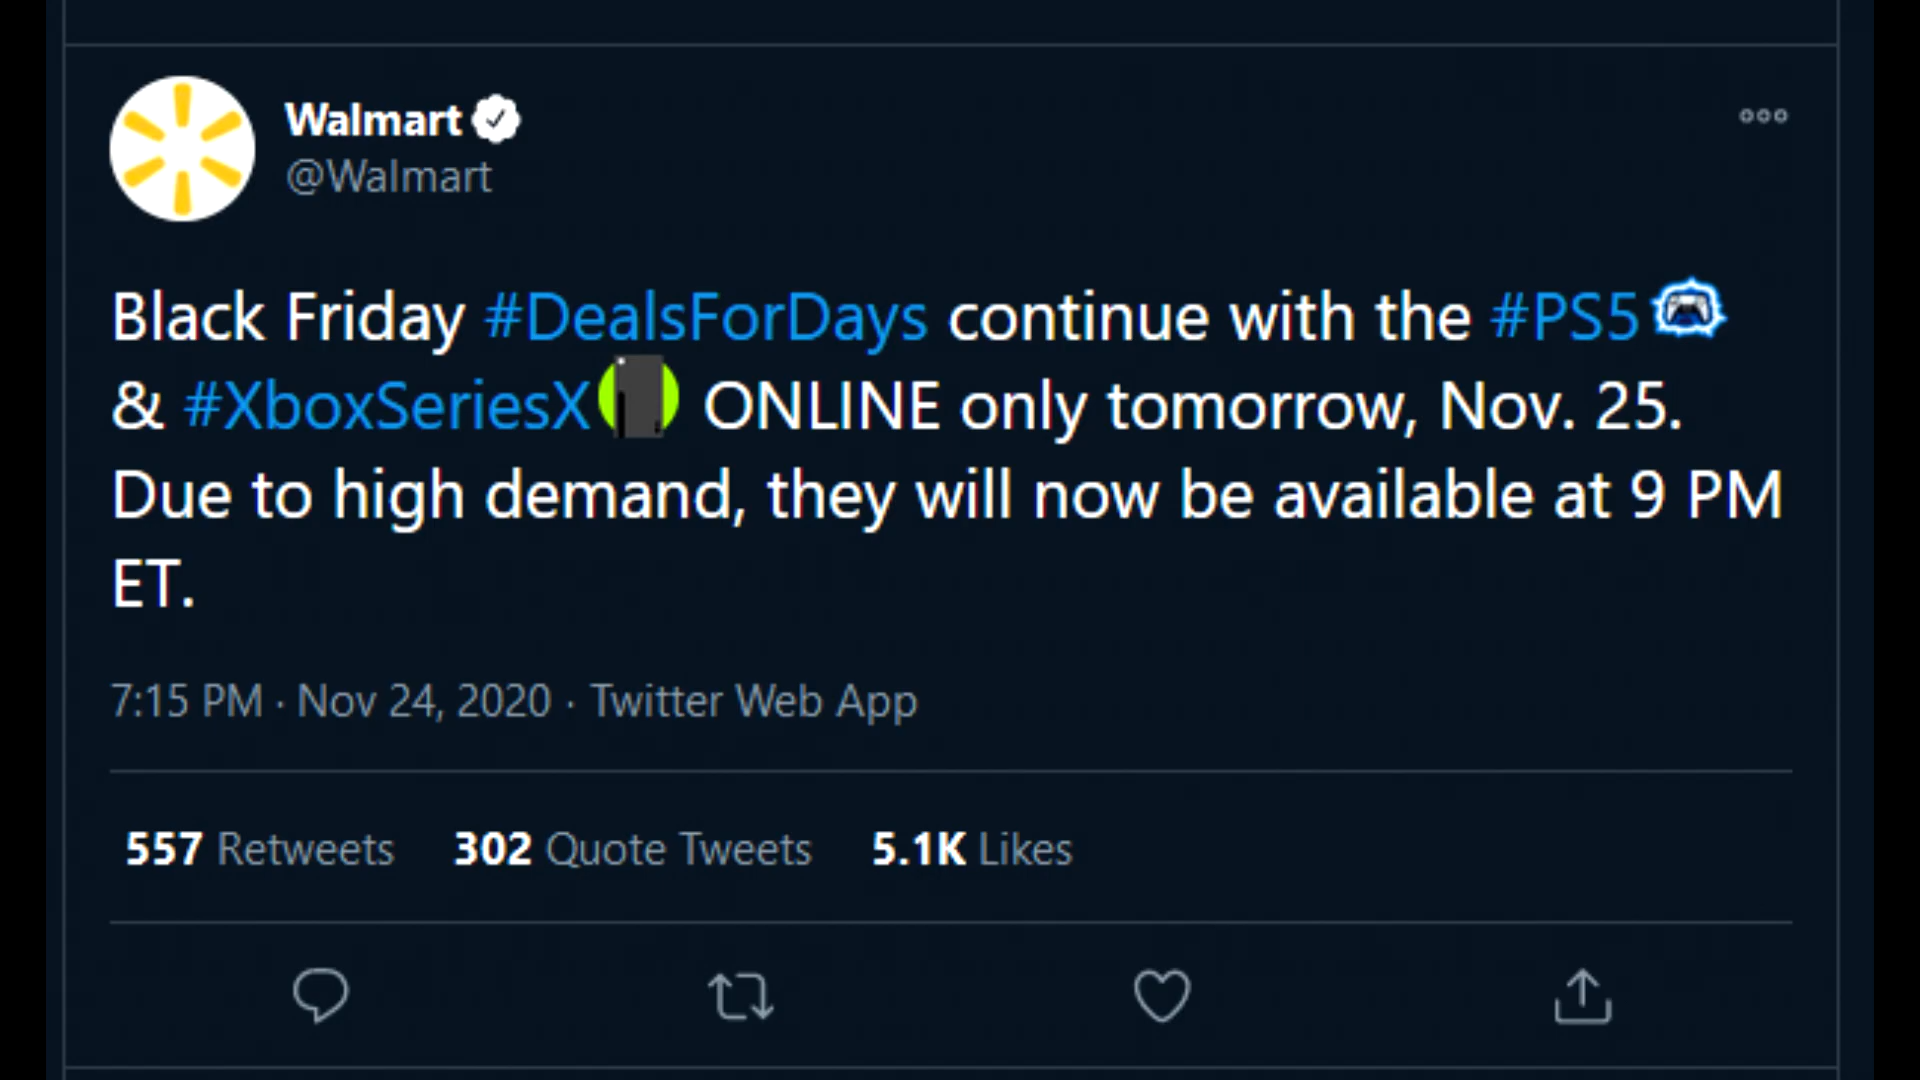 Walmart
@Walmart
Black Friday #DealsForDays continue with the #PS5
& #XboxSeriesX ONLINE only tomorrow, Nov. 25.
Due to high demand, they will now be available at 9 PM
ET.
7:15 PM · Nov 24, 2020 · Twitter Web App
557 Retweets 302 Quote Tweets 5.1K Likes